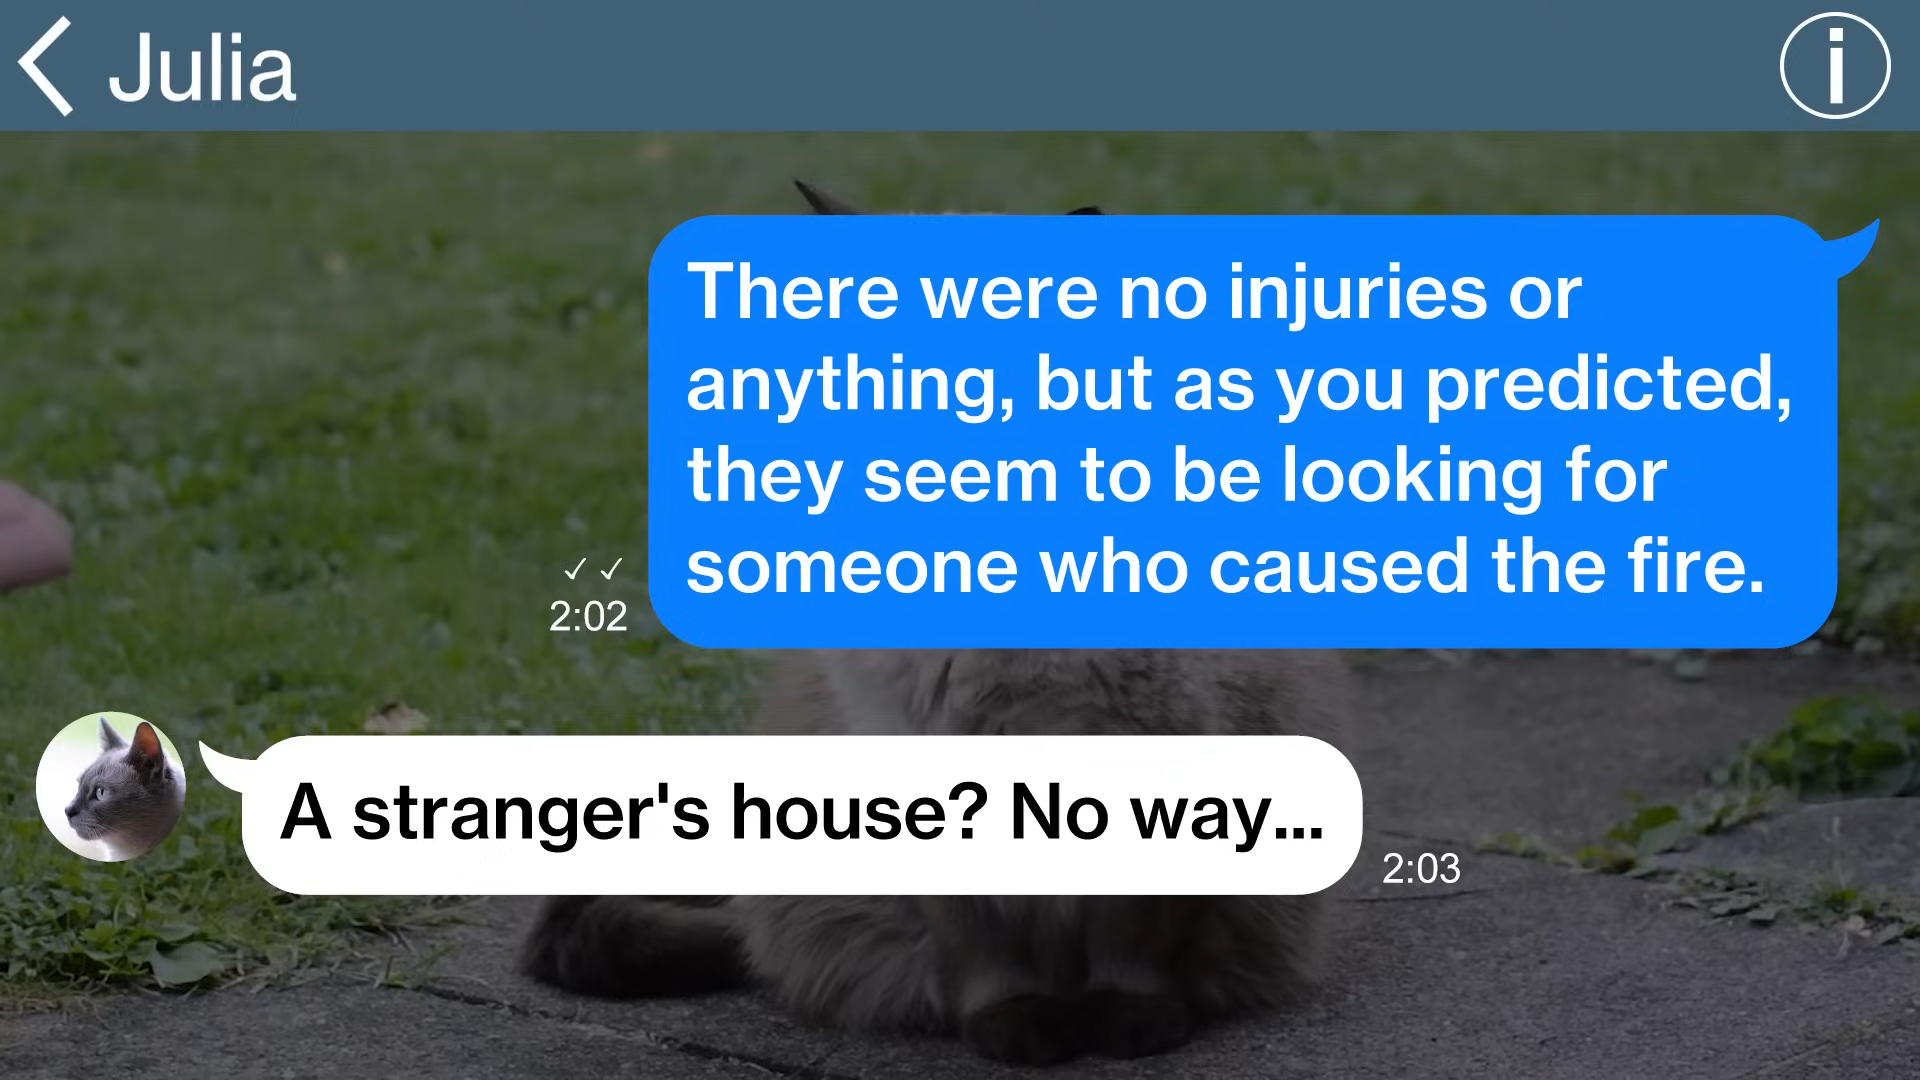 Julia
There were no injuries or
anything, but as you predicted,
they seem to be looking for
someone who caused the fire.
✓ ✓
2:02
A stranger's house? No way...
2:03